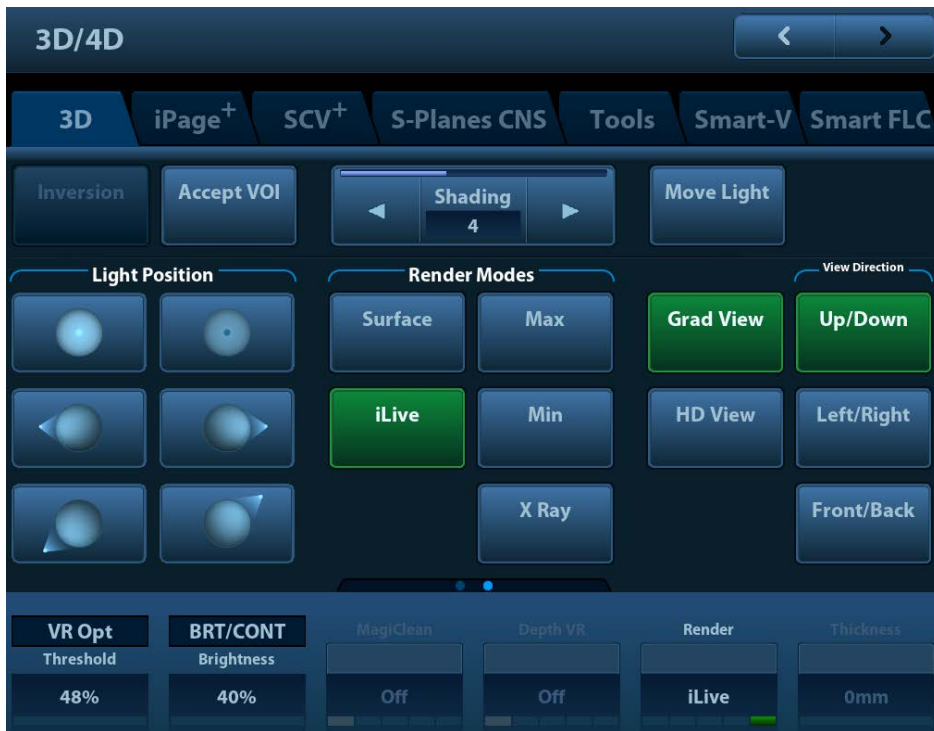 3D/4D
3D iPage+ SCV+ S-Planes CNS Tools Smart-V Smart FLC
Inversion Accept VOI Shading Move Light
4
Light Position Render Modes View Direction
Surface Max Grad View Up/Down
iLive Min HD View Left/Right
X Ray Front/Back
VR Opt BRT/CONT MagiClean Depth VR Render Thickness
Threshold Brightness
48% 40% Off Off iLive 0mm